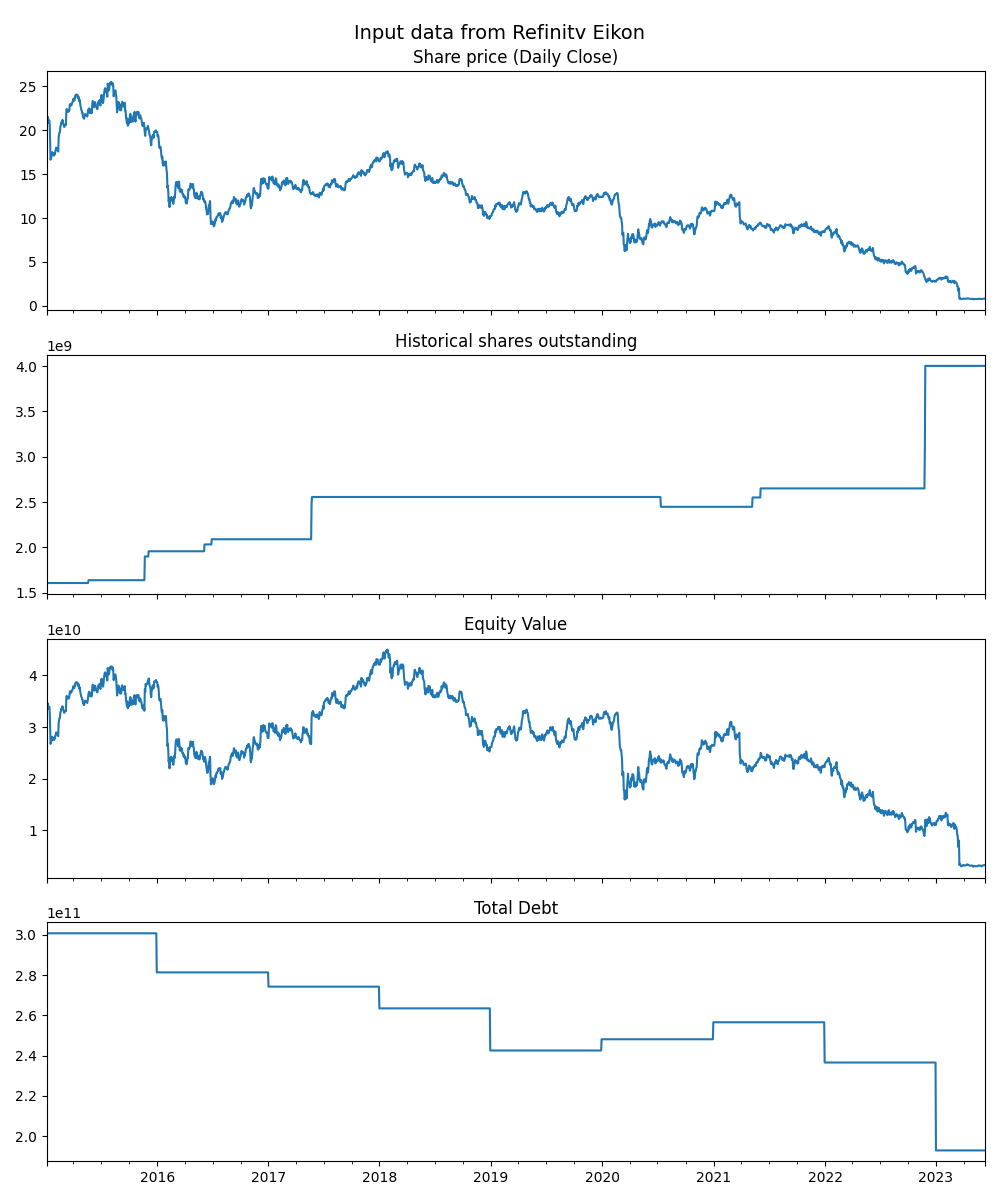 Input data from Refinitv Eikon
Share price (Daily Close)
25
20
15
10
5
0
Historical shares outstanding
1e9
4.0
3.5
3.0
2.5
2.0
1.5
Equity Value
1e10
4
3
2
1
Total Debt
1e11
3.0
2.8
2.6
2.4
2.2
2.0
2016 2017 2018 2019 2020 2021 2022 2023